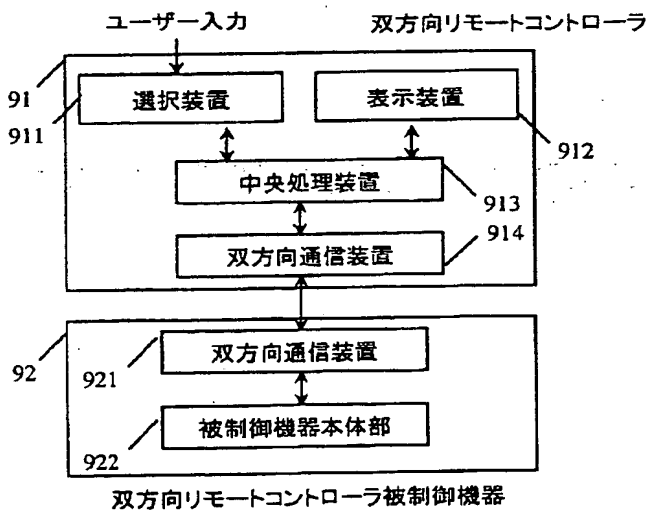 ユーザー入力
双方向リモートコントローラ
91
選択装置
表示装置
911
912
中央処理装置
913
914
双方向通信装置
双方向通信装置
92
921
被制御機器本体部
922
双方向リモートコントローラ被制御機器